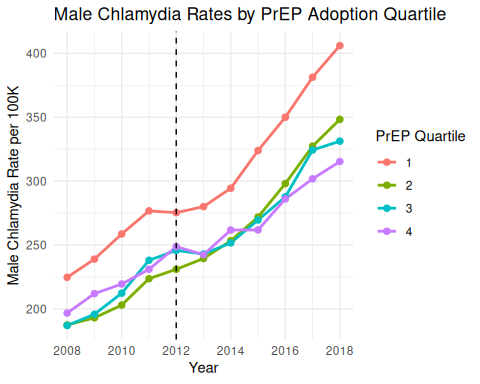 Male Chlamydia Rates by PrEP Adoption Quartile
400
350
300
250
200
Male Chlamydia Rate per 100K
2008 2010 2012 2014 2016 2018
Year
PrEP Quartile
1
2
3
4